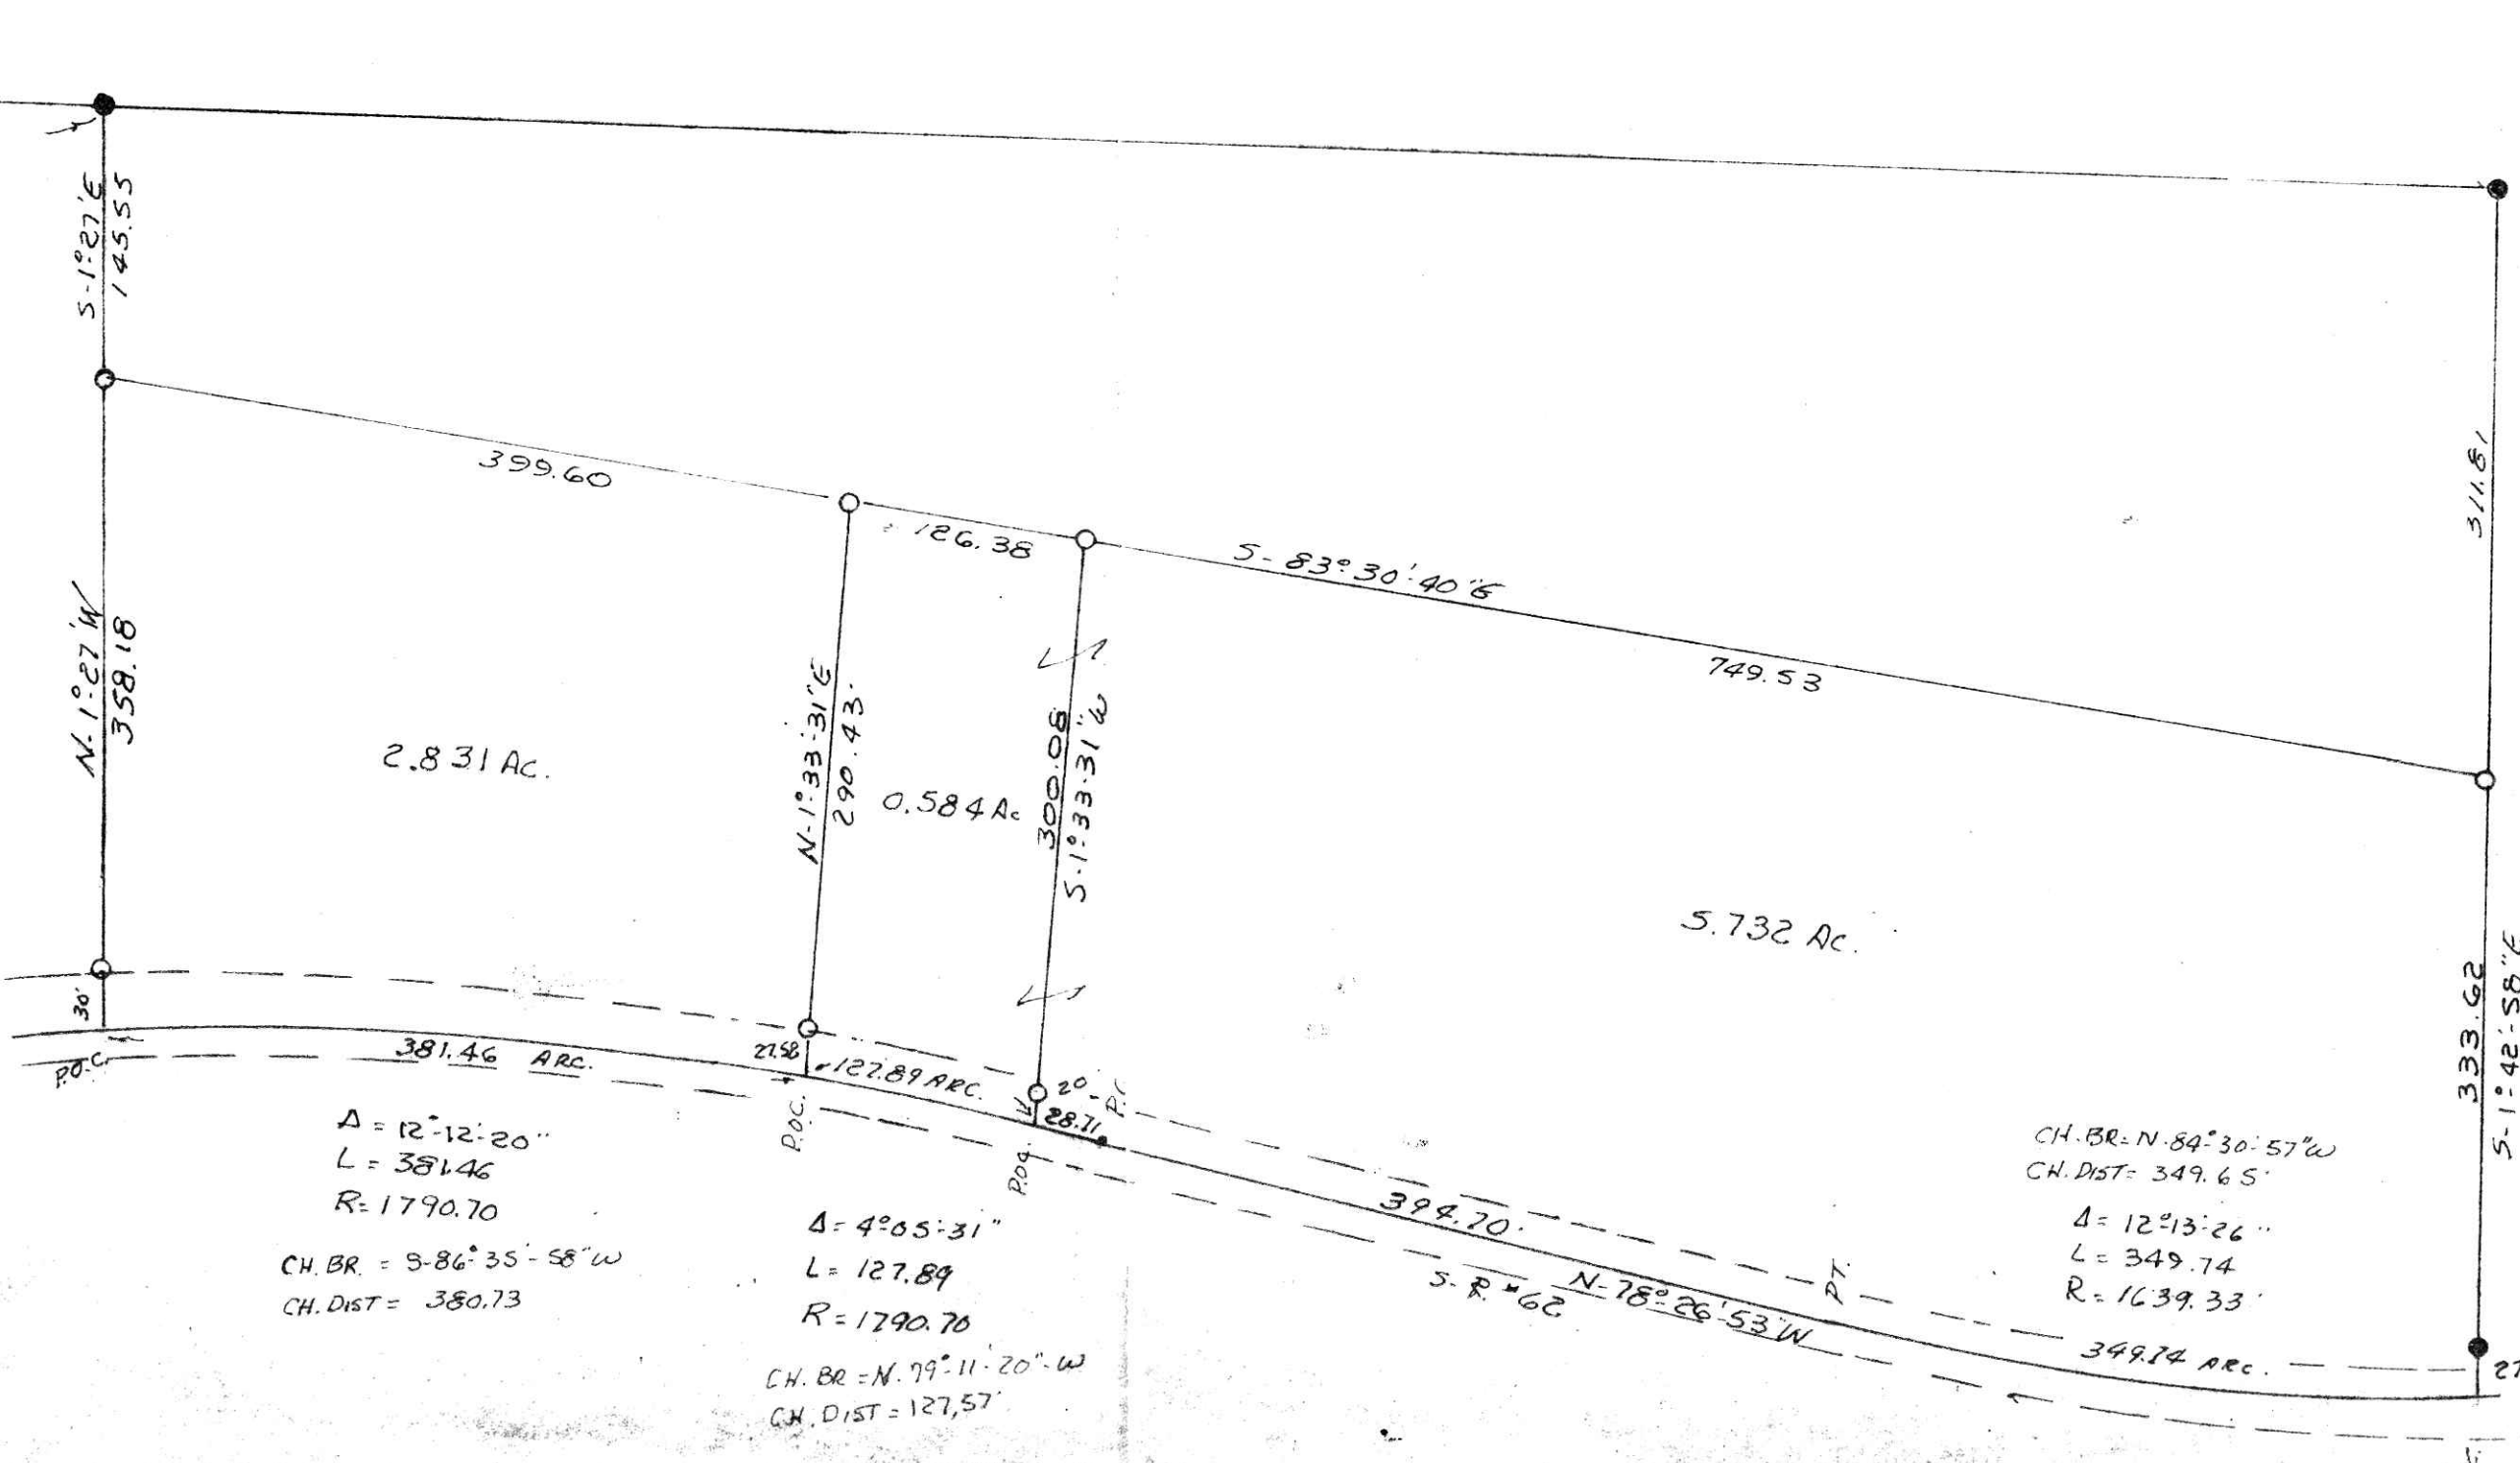 S-1°-27'E
145.55
N-1°-27'W
358.18
30'
P.O.C.
399.60
126.38
S-83°-30'-40"E
749.53
311.81
2.831 Ac.
N-1°-33'-31"E
290.43'
0.584 Ac
300.08
S-1°-33'-31"W
5.732 Ac.
333.62
S-1°-42'-58"E
381.46 ARC.
27.58
127.89 ARC.
P.O.C.
28.71
P.O.C.
394.70'
S.R. #62
N-78°-26'-53"W
P.T.
349.74 ARC.
27
Δ = 12°-12'-20"
L = 381.46
R = 1790.70
CH. BR. = S-86°-35'-58"W
CH. DIST = 380.73
Δ = 4°-05'-31"
L = 127.89
R = 1790.70
CH. BR = N. 79°-11'-20"-W
CH. DIST = 127,57'
CH. BR = N-84°-30'-57"W
CH. DIST = 349.65'
Δ = 12°-13'-26"
L = 349.74
R = 1639.33'